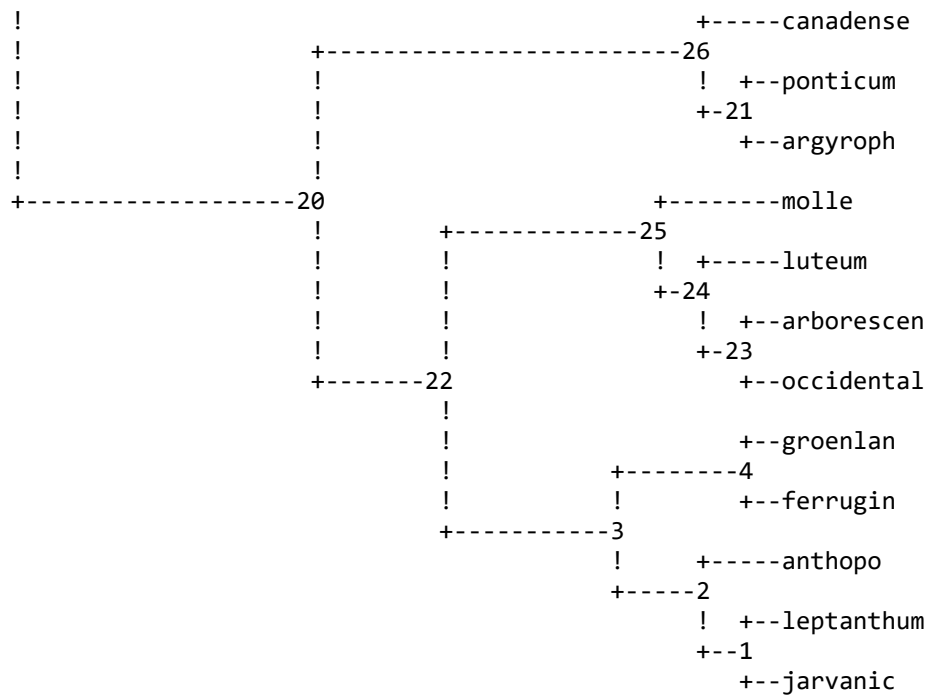 !                                               +-----canadense
!                    +-------------------------26
!                    !                          !  +--ponticum
!                    !                          +-21
!                    !                             +--argyroph
!                    !
+-------------------20                       +--------molle
                     !        +-------------25
                     !        !              !  +-----luteum
                     !        !              +-24
                     !        !                 !  +--arborescen
                     !        !                 +-23
                     +-------22                    +--occidental
                              !
                              !                    +--groenlan
                              !           +--------4
                              !           !        +--ferrugin
                              +-----------3
                                          !     +-----anthopo
                                          +-----2
                                                !  +--leptanthum
                                                +--1
                                                   +--jarvanic